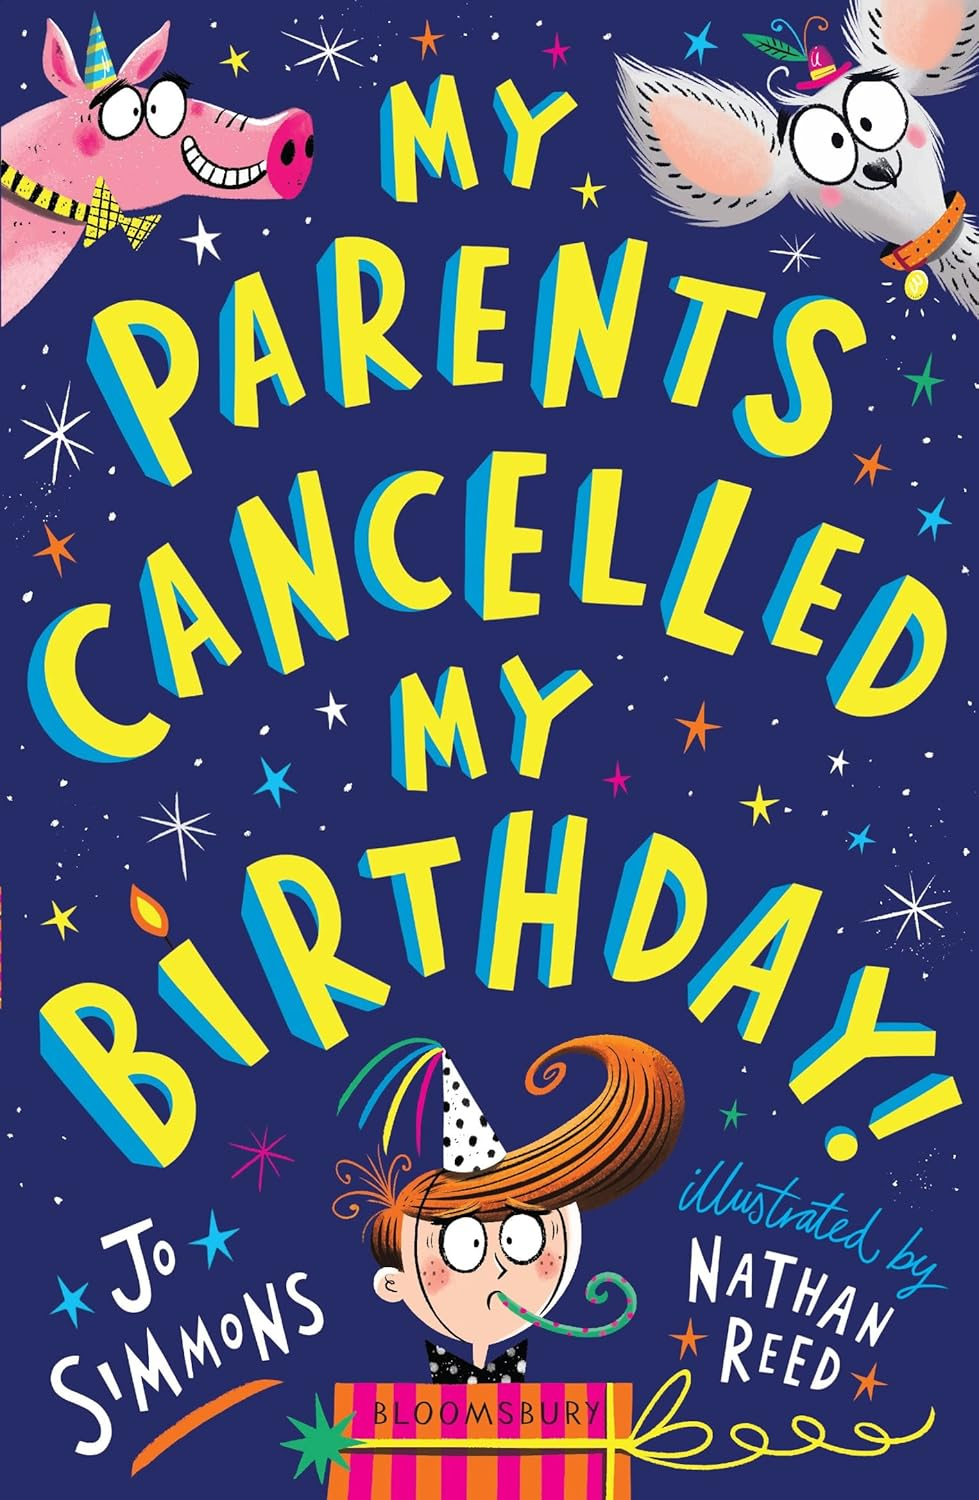 MY
PARENTS
CANCELLED
MY
BIRTHDAY!
JO
SIMMONS
illustrated by
NATHAN
REED
BLOOMSBURY